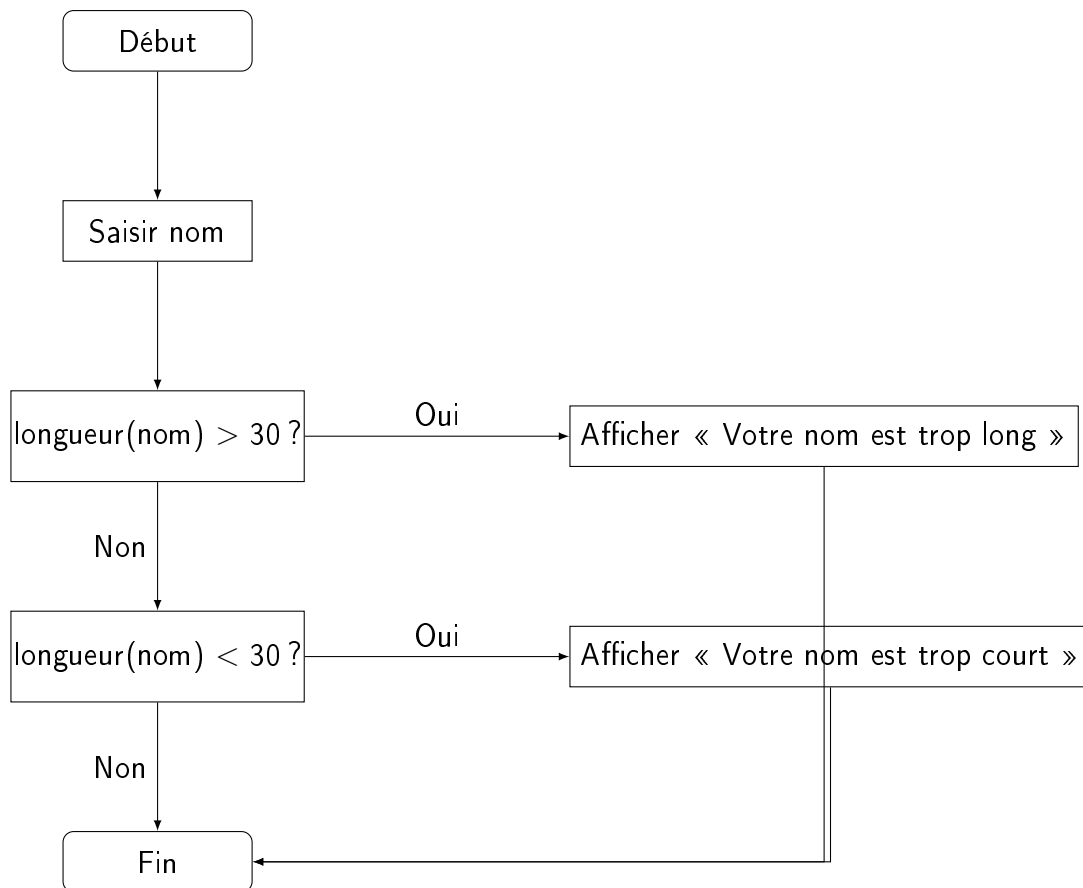 Début
Saisir nom
longueur(nom) > 30 ?
Oui
Afficher « Votre nom est trop long »
Non
longueur(nom) < 30 ?
Oui
Afficher « Votre nom est trop court »
Non
Fin